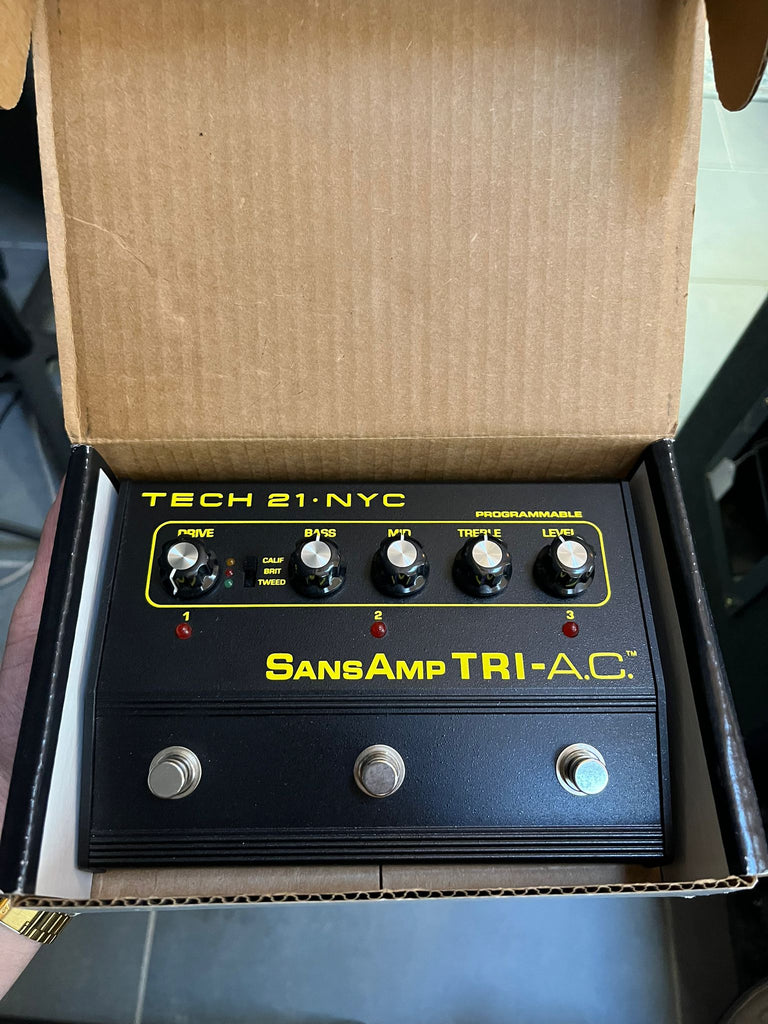 TECH 21·NYC
PROGRAMMABLE
DRIVE BASS MID TREBLE LEVEL
CALIF
BRIT
TWEED
1 2 3
SANSAMP TRI-A.C.™